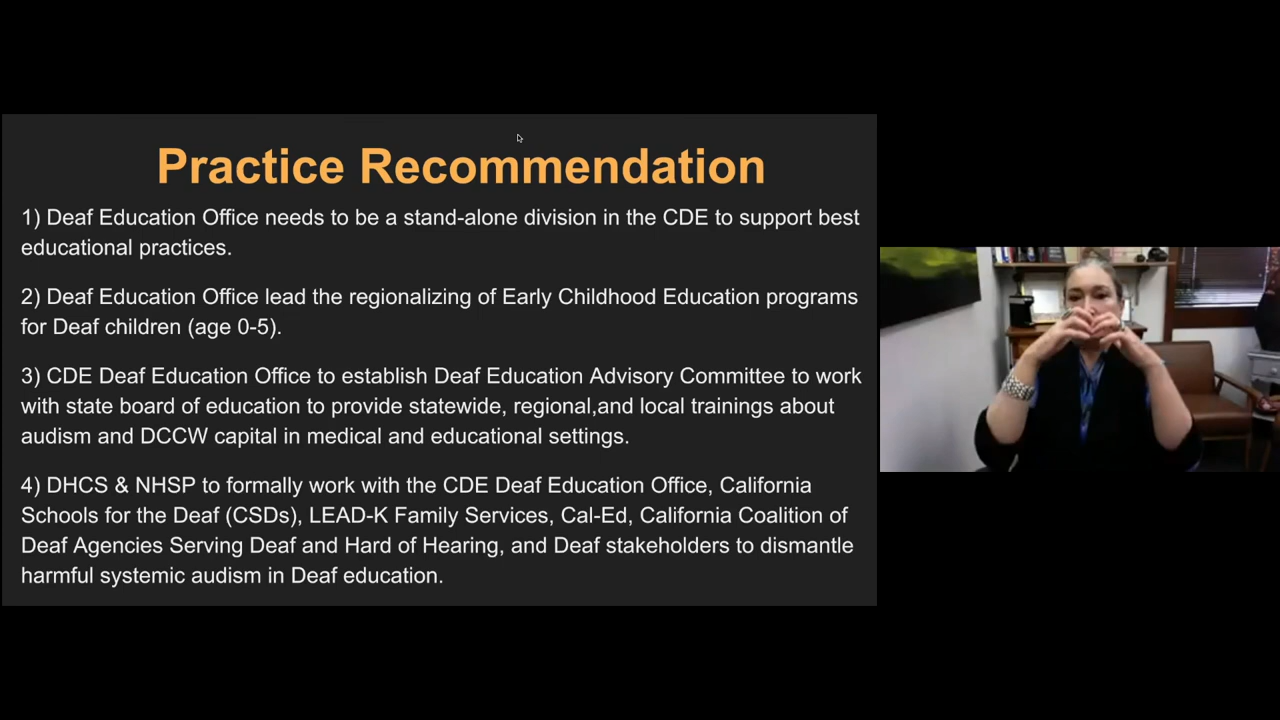 Practice Recommendation
1) Deaf Education Office needs to be a stand-alone division in the CDE to support best
educational practices.
2) Deaf Education Office lead the regionalizing of Early Childhood Education programs
for Deaf children (age 0-5).
3) CDE Deaf Education Office to establish Deaf Education Advisory Committee to work
with state board of education to provide statewide, regional,and local trainings about
audism and DCCW capital in medical and educational settings.
4) DHCS & NHSP to formally work with the CDE Deaf Education Office, California
Schools for the Deaf (CSDs), LEAD-K Family Services, Cal-Ed, California Coalition of
Deaf Agencies Serving Deaf and Hard of Hearing, and Deaf stakeholders to dismantle
harmful systemic audism in Deaf education.